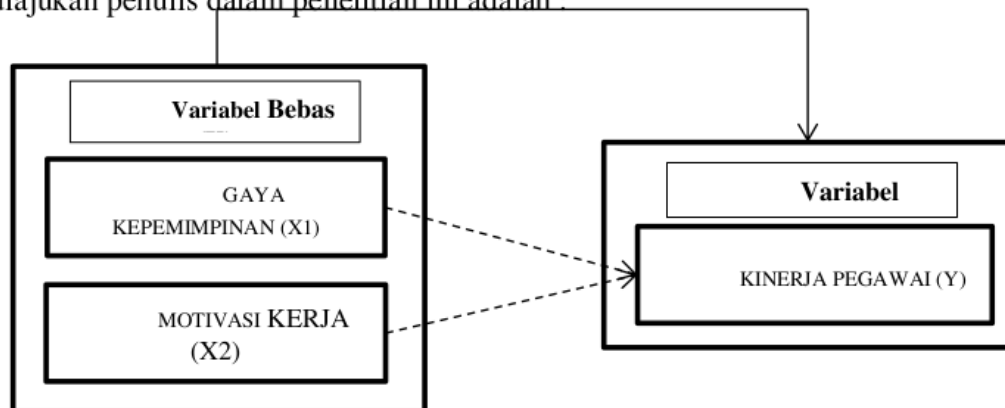 diajukan penulis dalam penelitian ini adalah :
Variabel Bebas
GAYA
KEPEMIMPINAN (X1)
MOTIVASI KERJA
(X2)
Variabel
KINERJA PEGAWAI (Y)